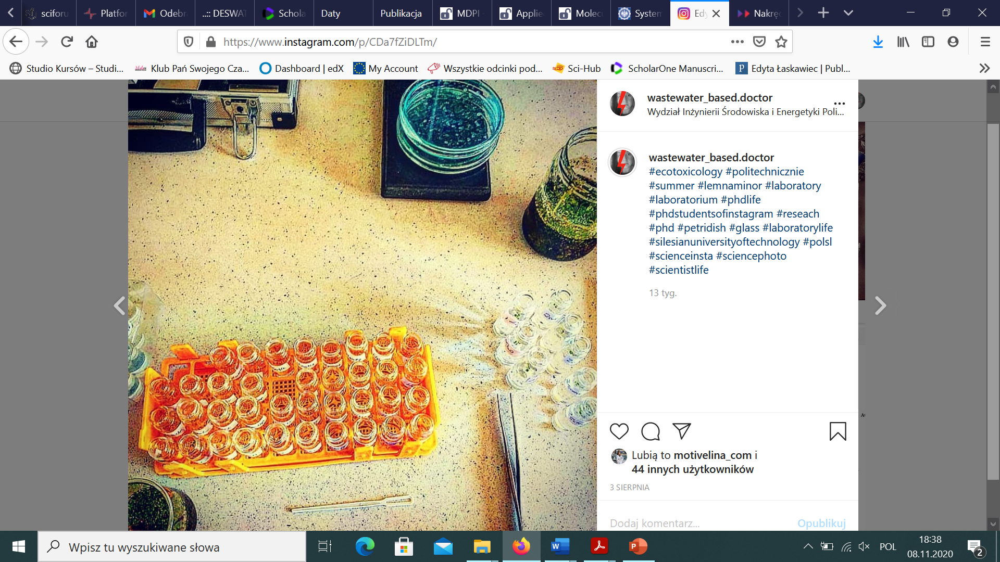 sciforu
Platfor
Odebr
..:: DESWAT
Schola
Daty
Publikacja
MDPI -
Applie
Molec
System
Edy
Nakręc
https://www.instagram.com/p/CDa7fZiDLTm/
Studio Kursów – Studi...
Klub Pań Swojego Cza...
Dashboard | edX
My Account
Wszystkie odcinki pod...
Sci-Hub
ScholarOne Manuscri...
Edyta Łaskawiec | Publ...
wastewater_based.doctor
Wydział Inżynierii Środowiska i Energetyki Poli...
wastewater_based.doctor
#ecotoxicology #politechnicznie
#summer #lemnaminor #laboratory
#laboratorium #phdlife
#phdstudentsofinstagram #reseach
#phd #petridish #glass #laboratorylife
#silesianuniversityoftechnology #polsl
#scienceinsta #sciencephoto
#scientistlife
13 tyg.
Lubią to motivelina_com i
44 innych użytkowników
3 SIERPNIA
Dodaj komentarz...
Opublikuj
Wpisz tu wyszukiwane słowa
POL
18:38
08.11.2020
2